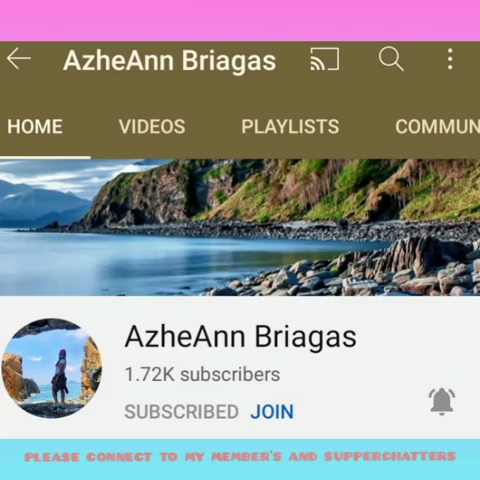 AzheAnn Briagas
HOME VIDEOS PLAYLISTS COMMUN
AzheAnn Briagas
1.72K subscribers
SUBSCRIBED JOIN
PLEASE CONNECT TO MY MEMBER'S AND SUPPERCHATTERS